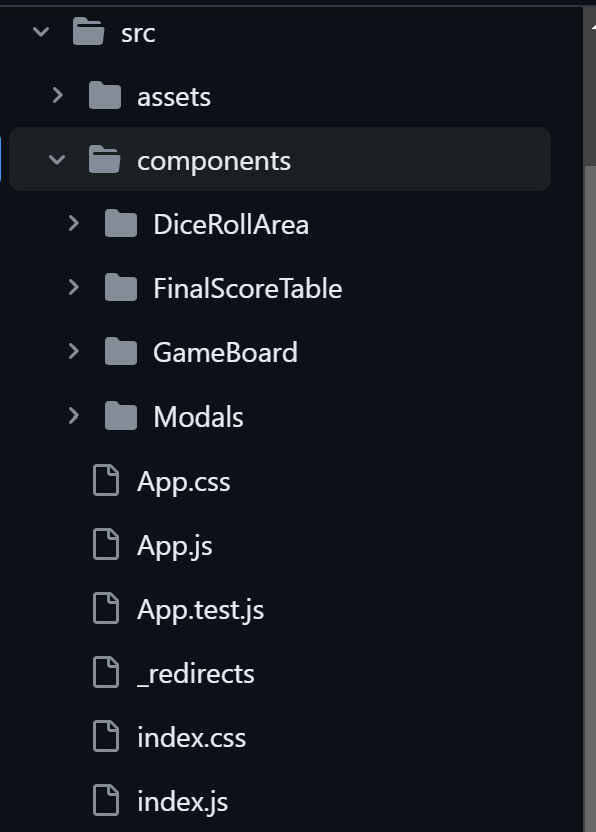 src
assets
components
DiceRollArea
FinalScoreTable
GameBoard
Modals
App.css
App.js
App.test.js
_redirects
index.css
index.js